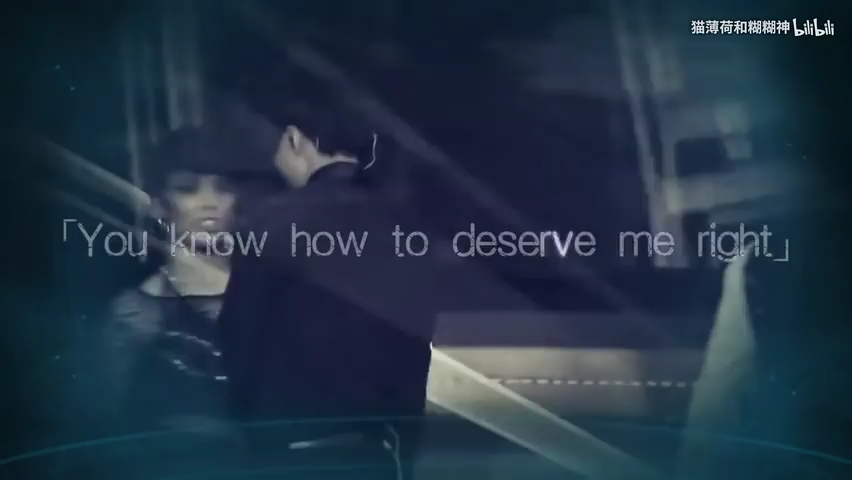 猫薄荷和糊糊神 bilibili
「You know how to deserve me right」